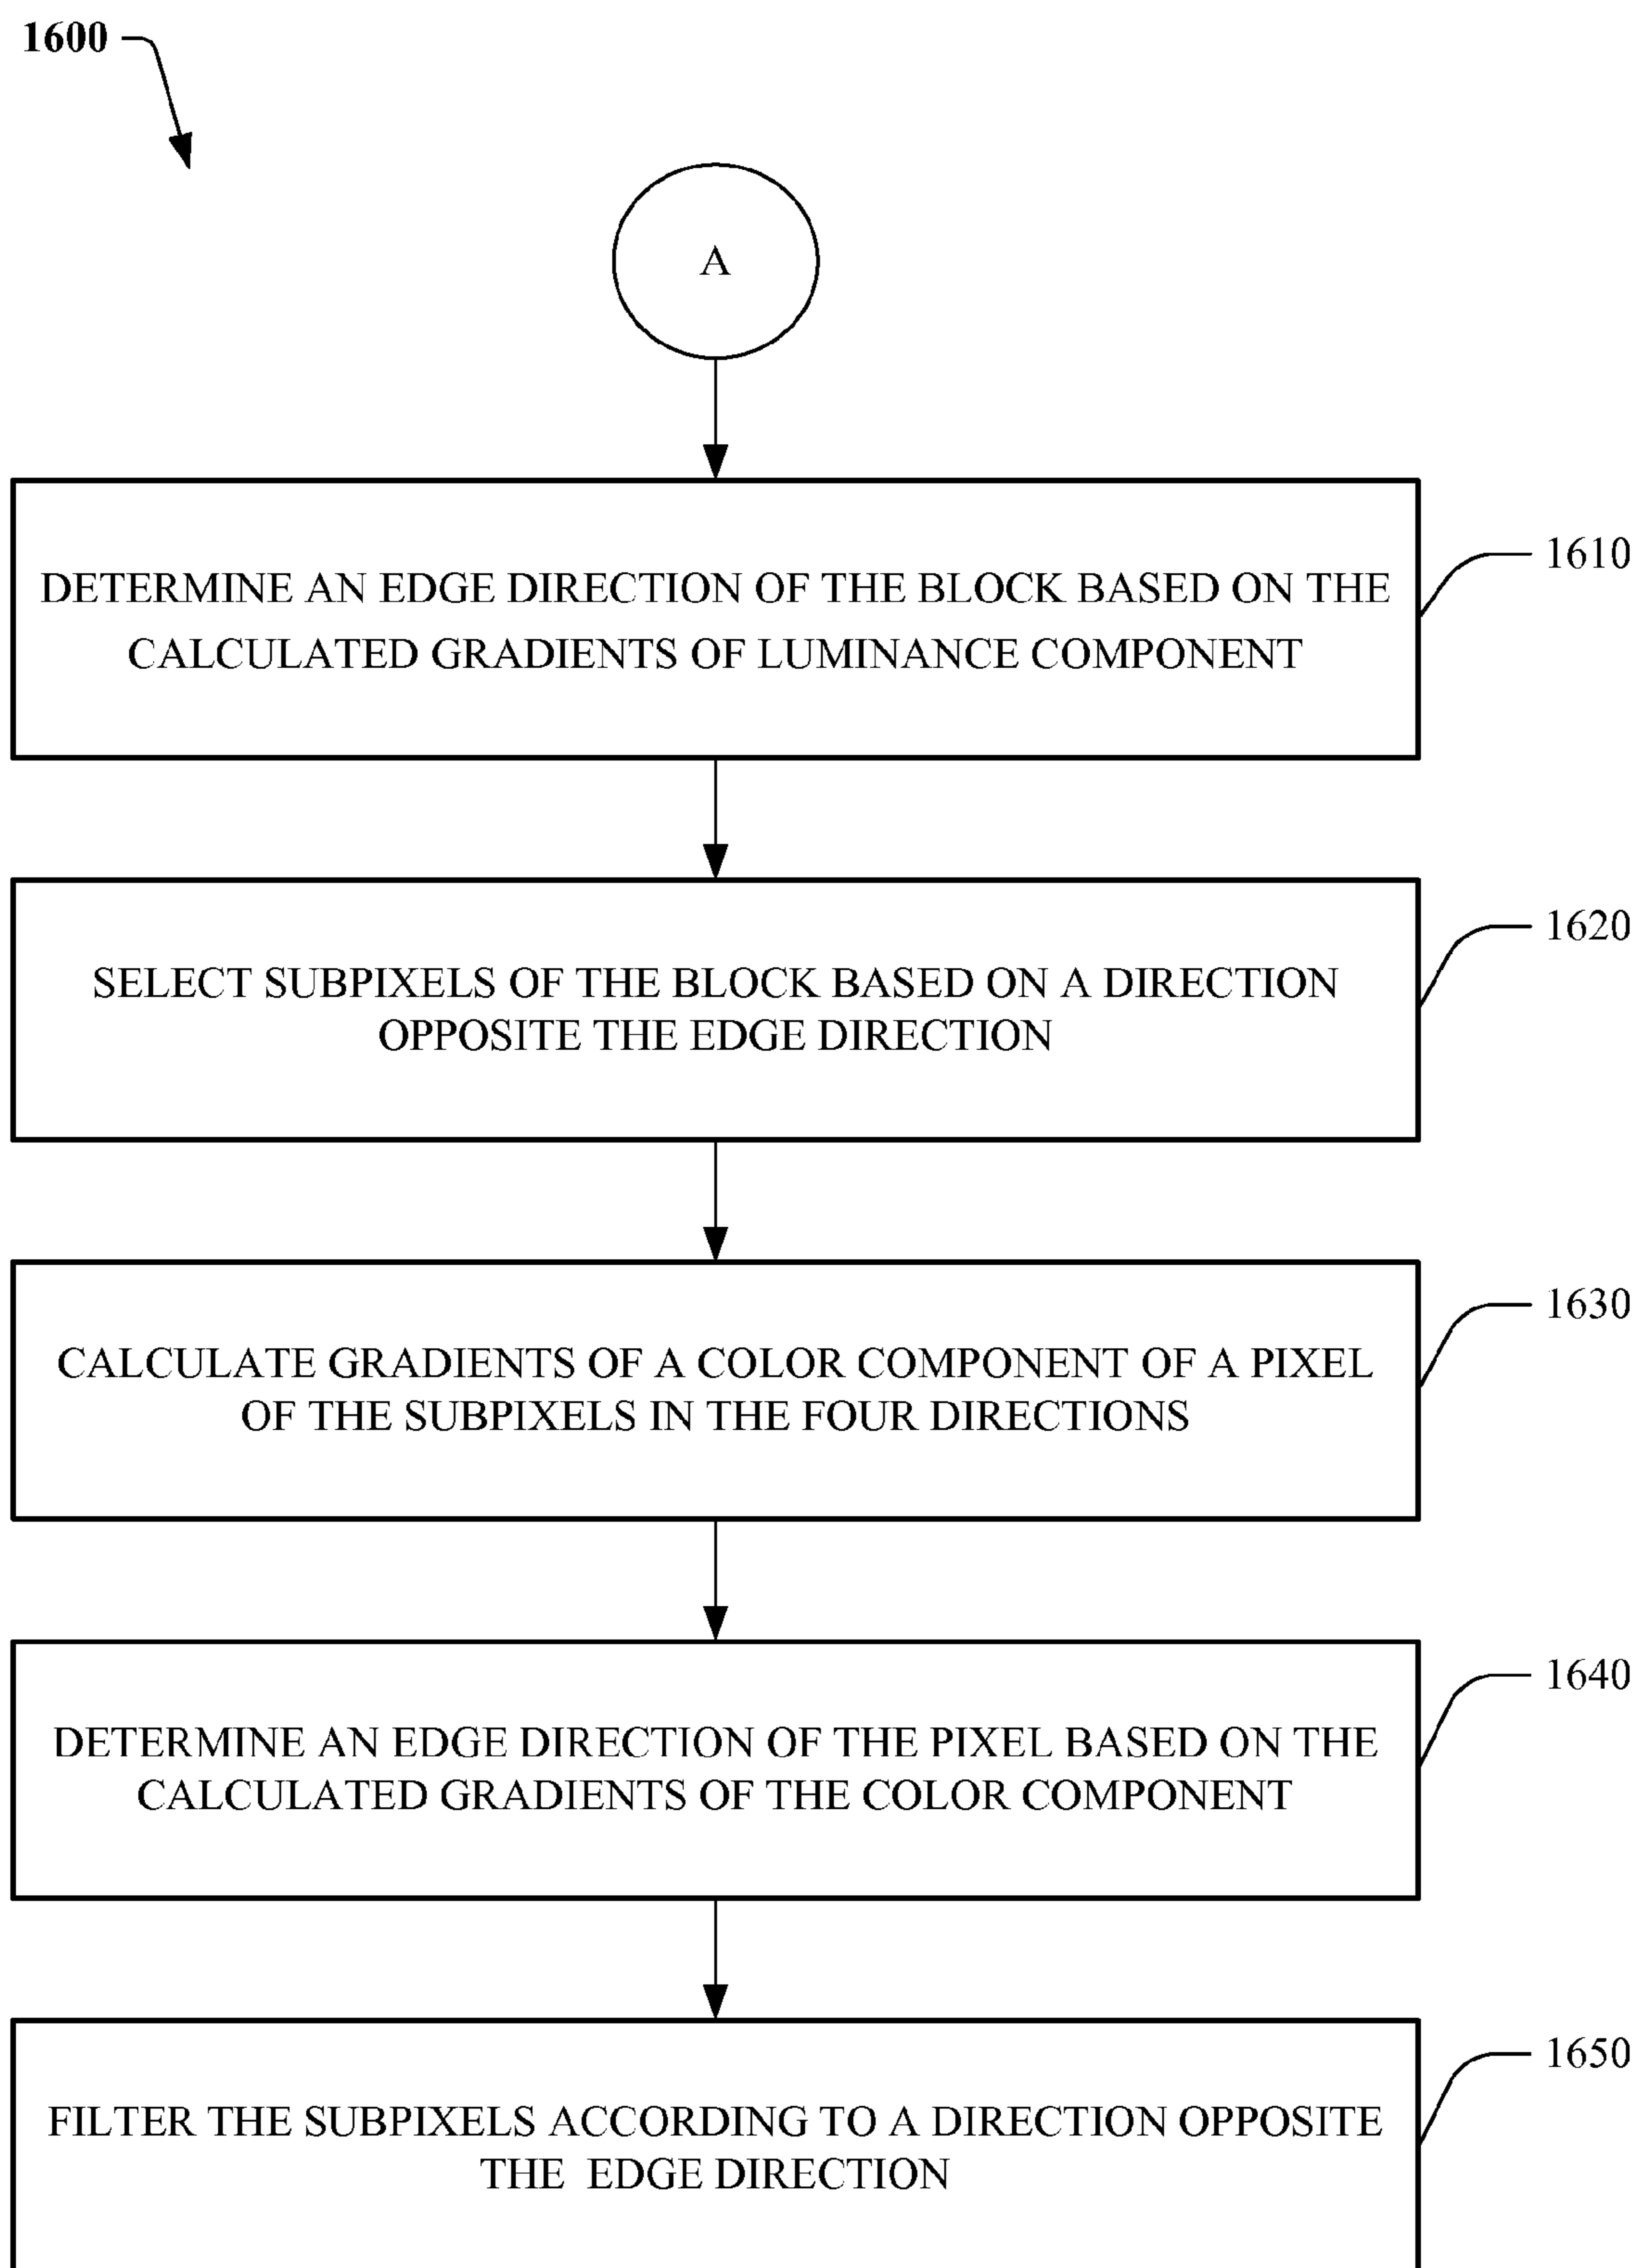 1600
A
DETERMINE AN EDGE DIRECTION OF THE BLOCK BASED ON THE
CALCULATED GRADIENTS OF LUMINANCE COMPONENT
1610
SELECT SUBPIXELS OF THE BLOCK BASED ON A DIRECTION
OPPOSITE THE EDGE DIRECTION
1620
CALCULATE GRADIENTS OF A COLOR COMPONENT OF A PIXEL
OF THE SUBPIXELS IN THE FOUR DIRECTIONS
1630
DETERMINE AN EDGE DIRECTION OF THE PIXEL BASED ON THE
CALCULATED GRADIENTS OF THE COLOR COMPONENT
1640
FILTER THE SUBPIXELS ACCORDING TO A DIRECTION OPPOSITE
THE EDGE DIRECTION
1650